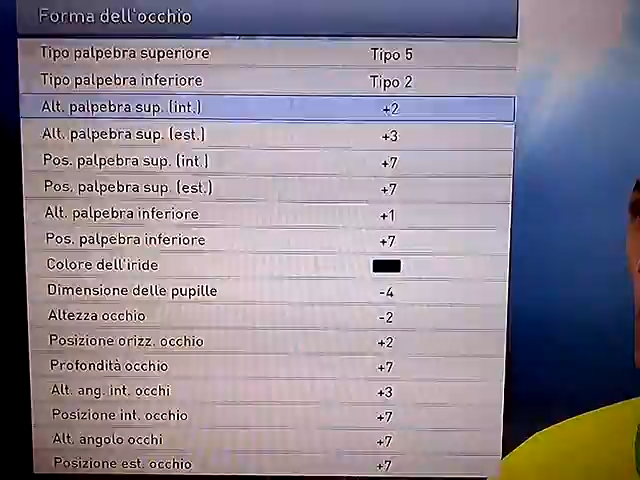 Forma dell'occhio
Tipo palpebra superiore Tipo 5
Tipo palpebra inferiore Tipo 2
Alt. palpebra sup. (int.) +2
Alt. palpebra sup. (est.) +3
Pos. palpebra sup. (int.) +7
Pos. palpebra sup. (est.) +7
Alt. palpebra inferiore +1
Pos. palpebra inferiore +7
Colore dell'iride
Dimensione delle pupille -4
Altezza occhio -2
Posizione orizz. occhio +2
Profondità occhio +7
Alt. ang. int. occhi +3
Posizione int. occhio +7
Alt. angolo occhi +7
Posizione est. occhio +7